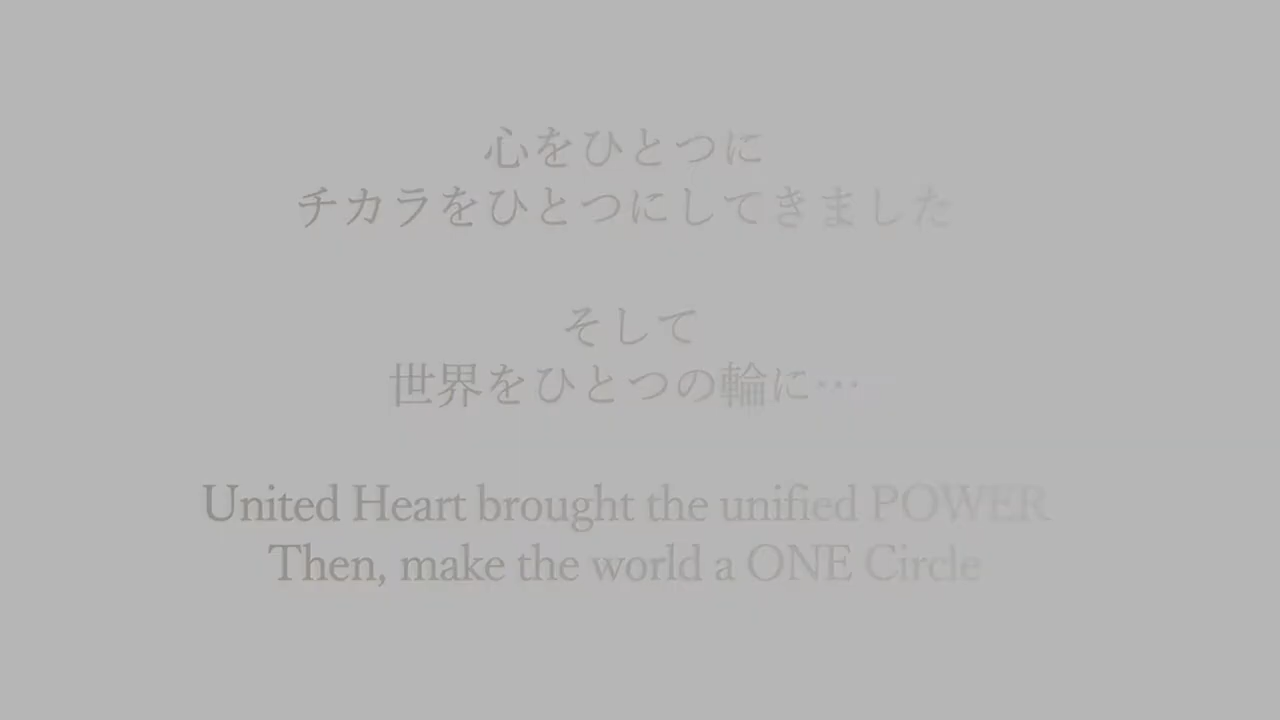 心をひとつに
チカラをひとつにしてきました
そして
世界をひとつの輪に…
United Heart brought the unified POWER
Then, make the world a ONE Circle